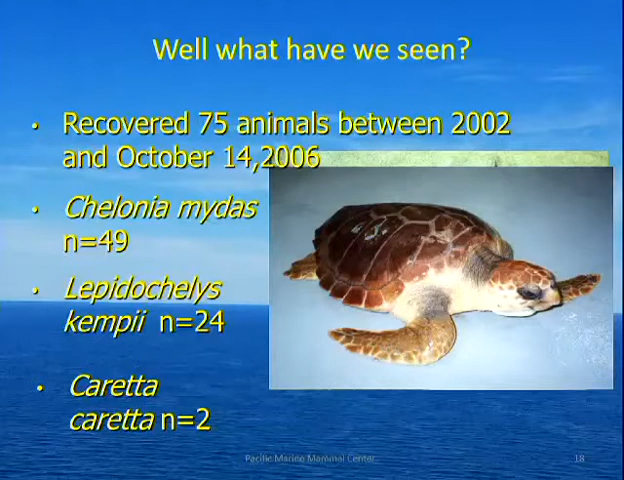 Well what have we seen?
• Recovered 75 animals between 2002
and October 14,2006
• Chelonia mydas
n=49
• Lepidochelys
kempii n=24
• Caretta
caretta n=2
Pacific Marine Mammal Center
18